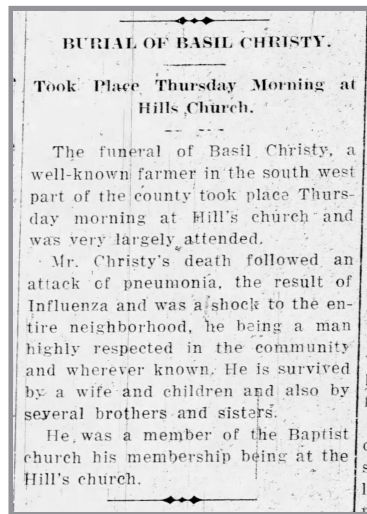 BURIAL OF BASIL CHRISTY.
Took Place Thursday Morning at
Hills Church.
The funeral of Basil Christy, a
well-known farmer in the south west
part of the county took place Thurs-
day morning at Hill's church and
was very largely attended.
Mr. Christy's death followed an
attack of pneumonia, the result of
Influenza and was a shock to the en-
tire neighborhood, he being a man
highly respected in the community
and wherever known. He is survived
by a wife and children and also by
several brothers and sisters.
He was a member of the Baptist
church his membership being at the
Hill's church.